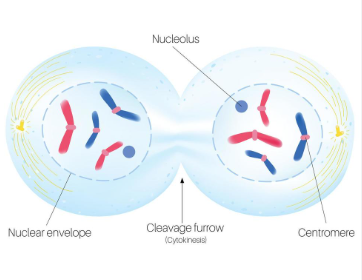 Nucleolus
Nuclear envelope
Cleavage furrow
(Cytokinesis)
Centromere